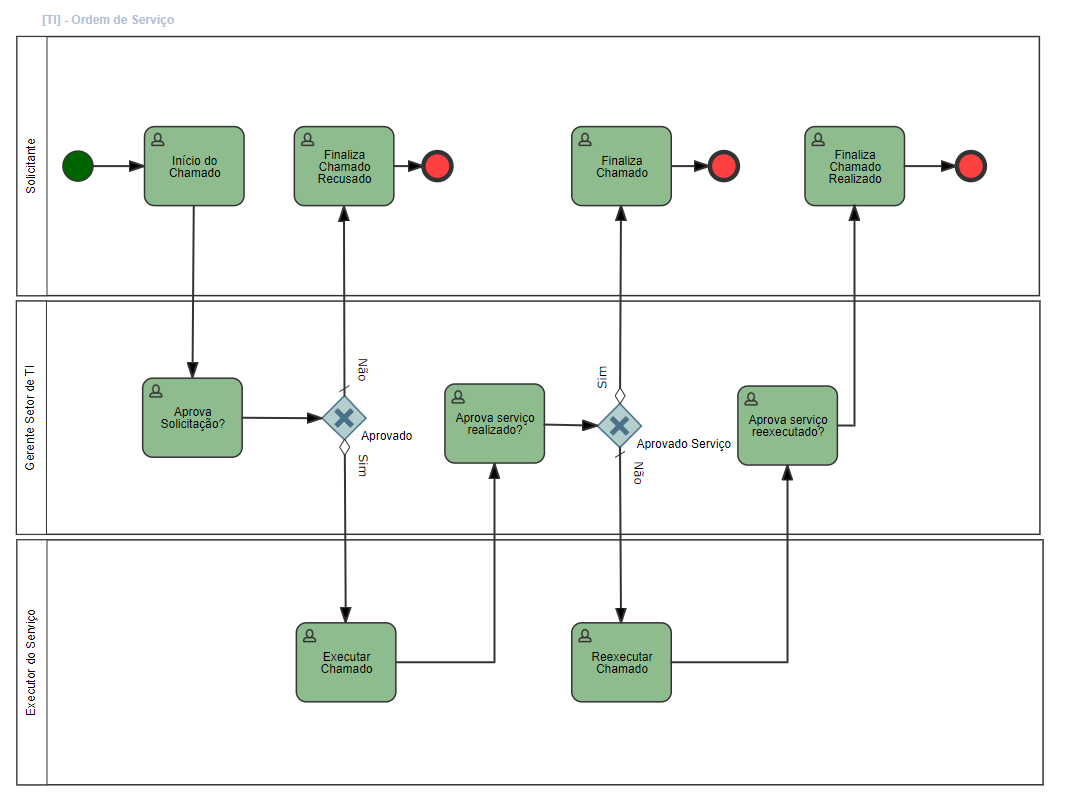 [TI] - Ordem de Serviço
Solicitante
Início do
Chamado
Finaliza
Chamado
Recusado
Finaliza
Chamado
Finaliza
Chamado
Realizado
Gerente Setor de TI
Aprova
Solicitação?
Não
Aprovado
Sim
Aprova serviço
realizado?
Sim
Aprovado Serviço
Não
Aprova serviço
reexecutado?
Executor do Serviço
Executar
Chamado
Reexecutar
Chamado